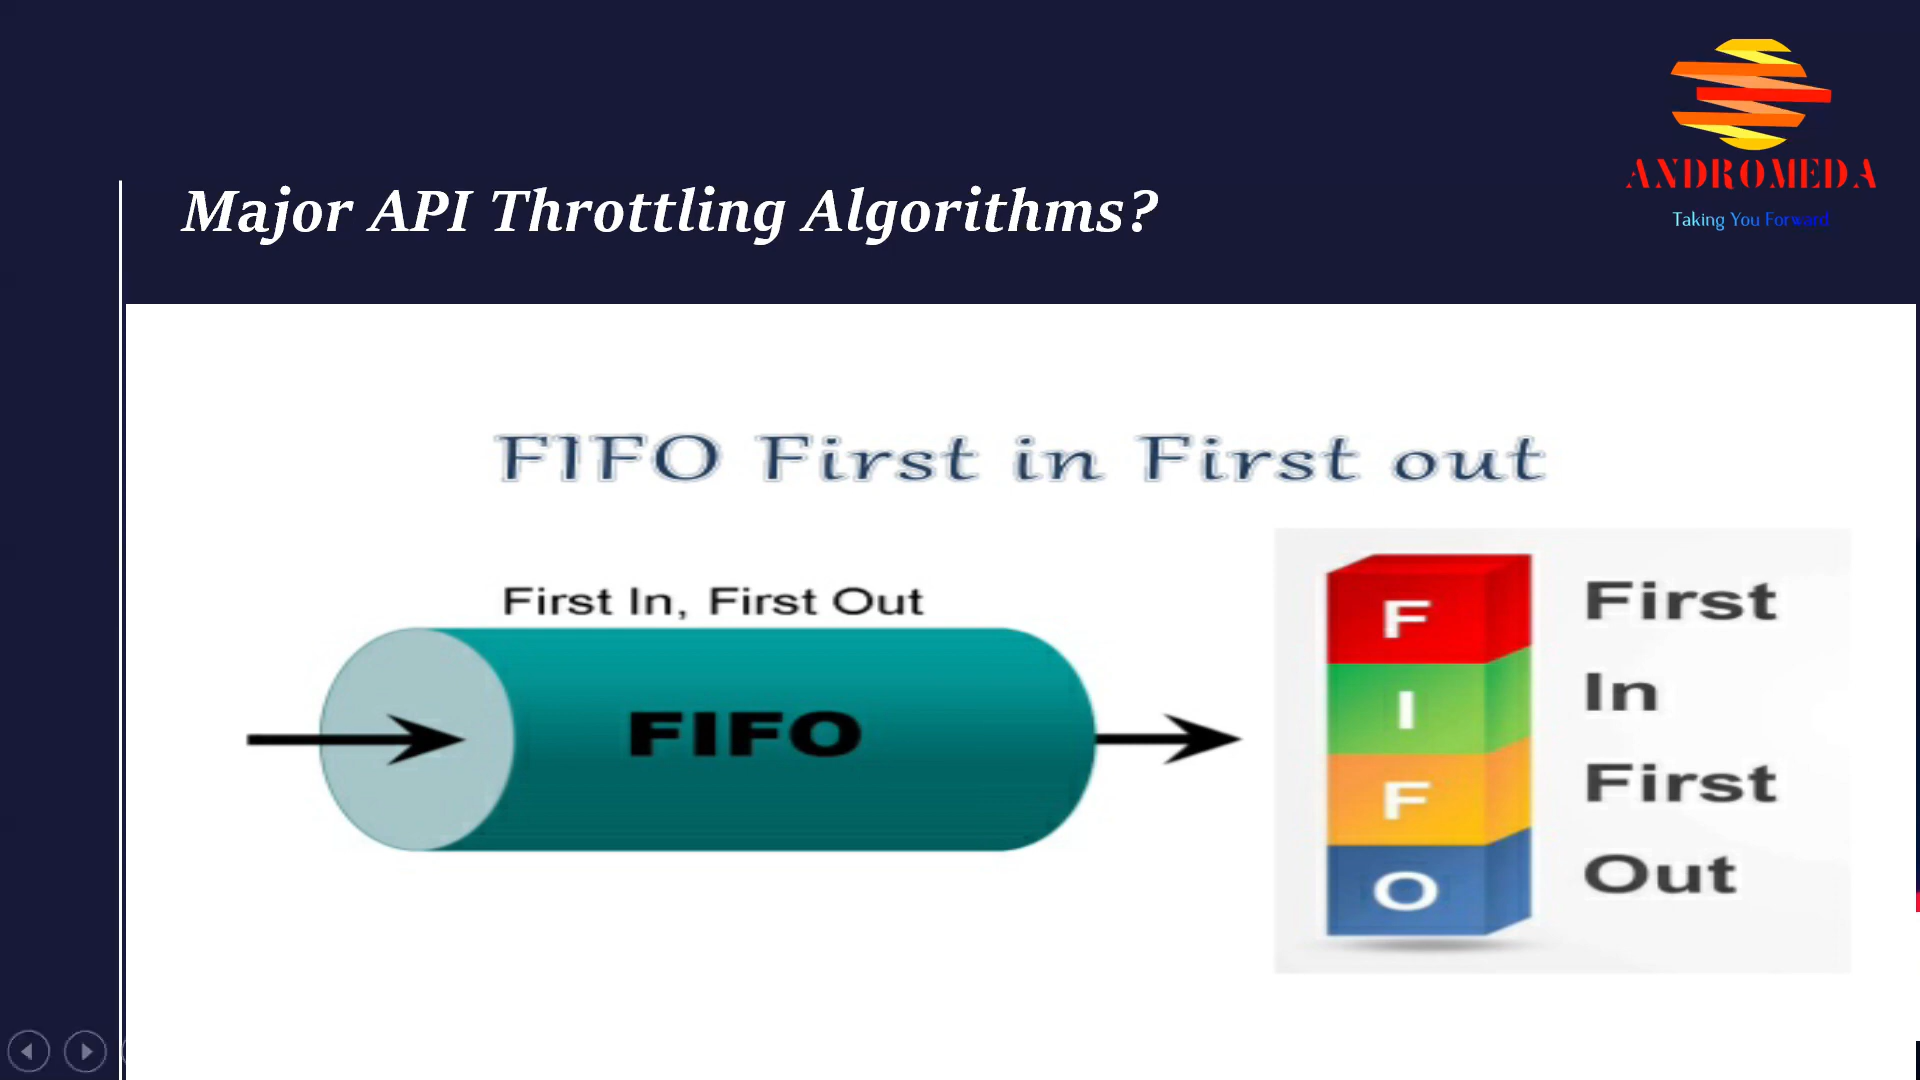 ANDROMEDA
Taking You Forward
Major API Throttling Algorithms?
FIFO First in First out
First In, First Out
FIFO
F First
I In
F First
O Out